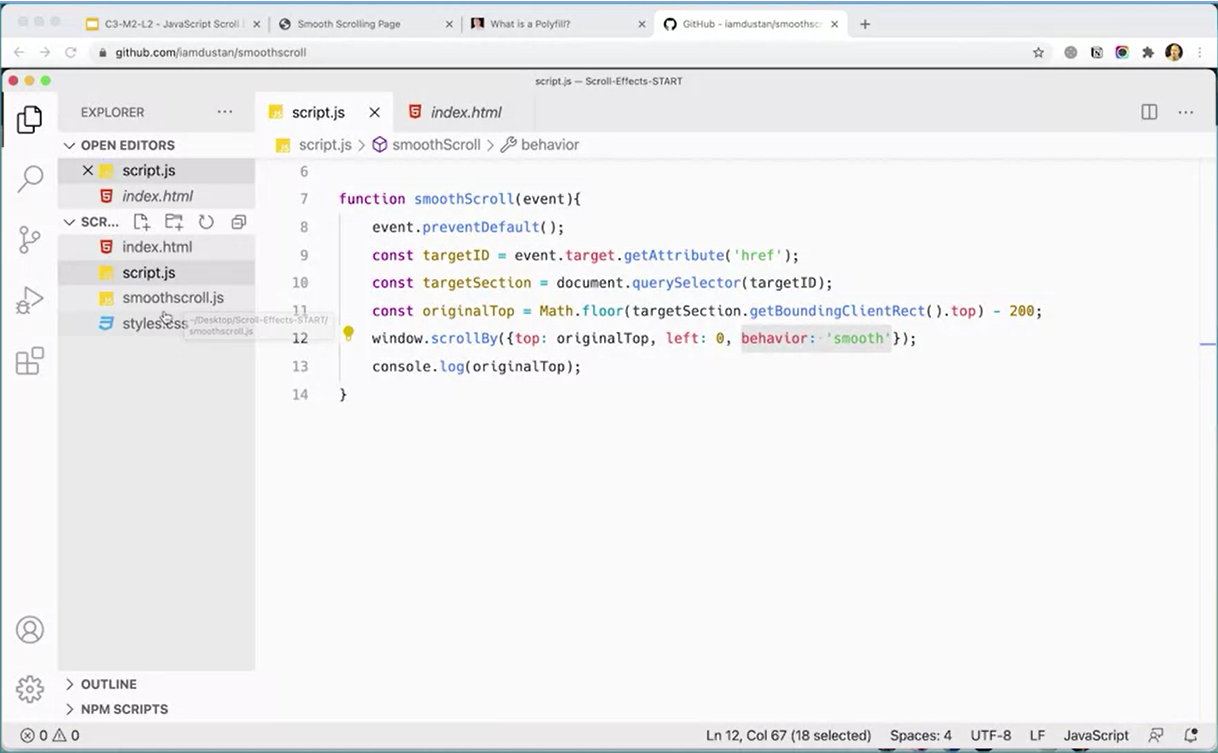 C3-M2-L2 - JavaScript Scroll
Smooth Scrolling Page
What is a Polyfill?
GitHub - iamdustan/smoothscr
github.com/iamdustan/smoothscroll
script.js — Scroll-Effects-START
EXPLORER
script.js
index.html
OPEN EDITORS
script.js > smoothScroll > behavior
script.js
index.html
SCR...
index.html
script.js
smoothscroll.js
styles.css
~/Desktop/Scroll-Effects-START/
smoothscroll.js
6
7 function smoothScroll(event){
8 event.preventDefault();
9 const targetID = event.target.getAttribute('href');
10 const targetSection = document.querySelector(targetID);
11 const originalTop = Math.floor(targetSection.getBoundingClientRect().top) - 200;
12 window.scrollBy({top: originalTop, left: 0, behavior: 'smooth'});
13 console.log(originalTop);
14 }
OUTLINE
NPM SCRIPTS
0 0
Ln 12, Col 67 (18 selected) Spaces: 4 UTF-8 LF JavaScript